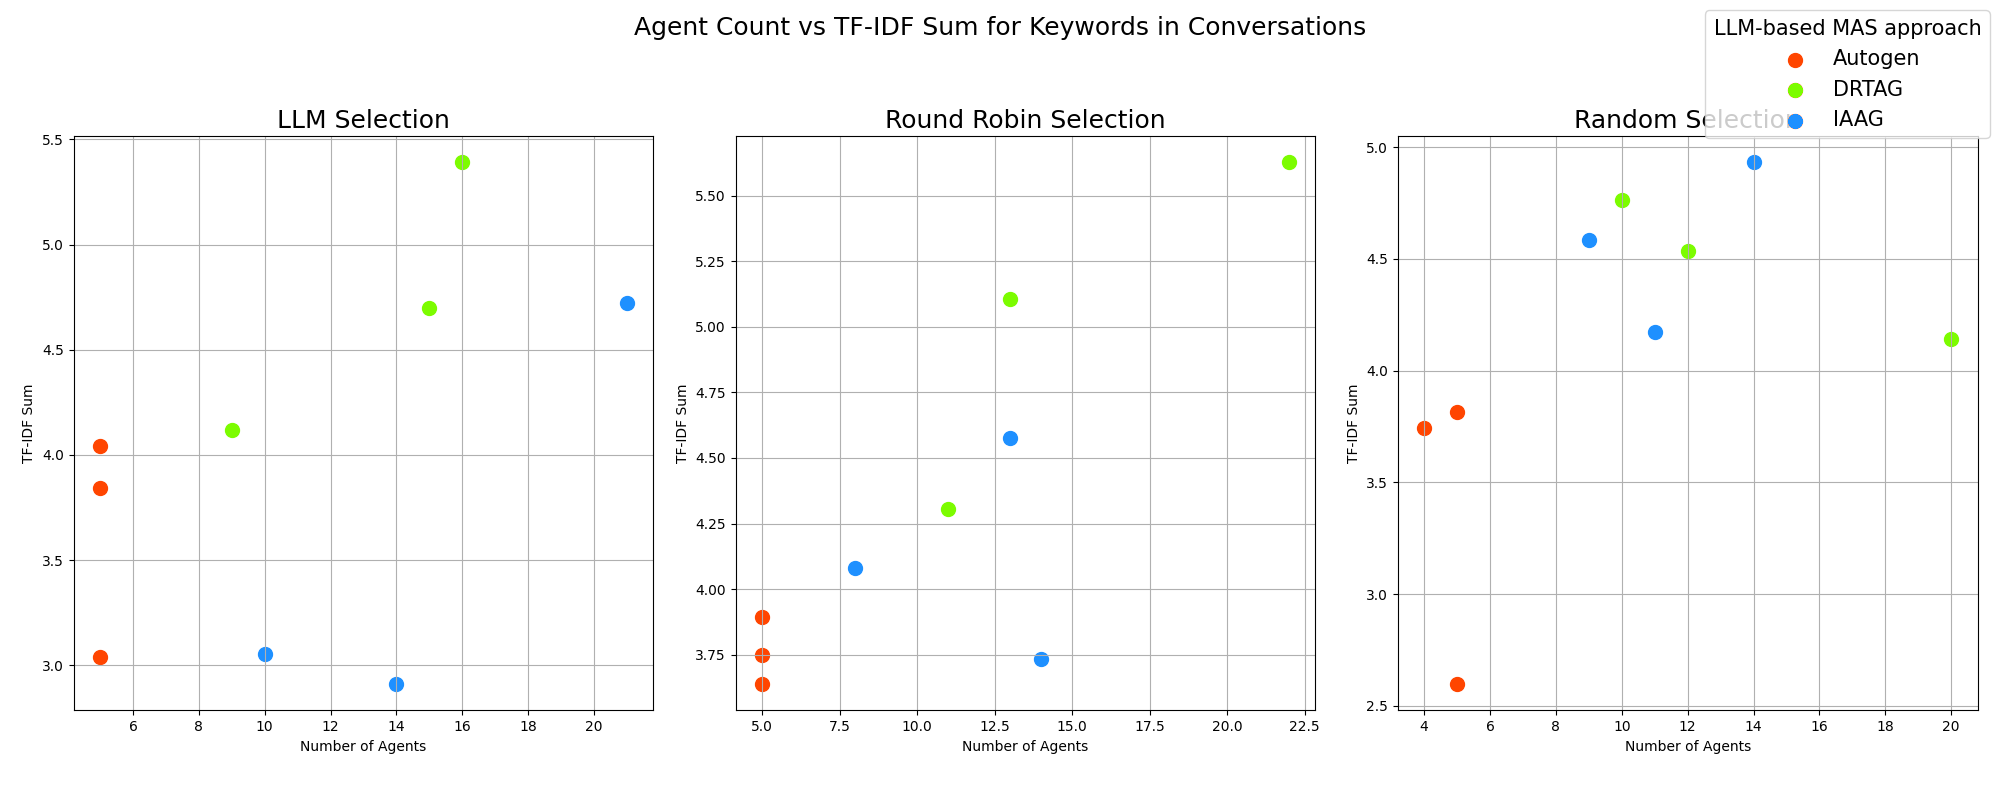 Agent Count vs TF-IDF Sum for Keywords in Conversations
LLM-based MAS approach
Autogen
DRTAG
IAAG
LLM Selection
5.5
5.0
4.5
4.0
3.5
3.0
TF-IDF Sum
6 8 10 12 14 16 18 20
Number of Agents
Round Robin Selection
5.50
5.25
5.00
4.75
4.50
4.25
4.00
3.75
TF-IDF Sum
5.0 7.5 10.0 12.5 15.0 17.5 20.0 22.5
Number of Agents
Random Selection
5.0
4.5
4.0
3.5
3.0
2.5
TF-IDF Sum
4 6 8 10 12 14 16 18 20
Number of Agents